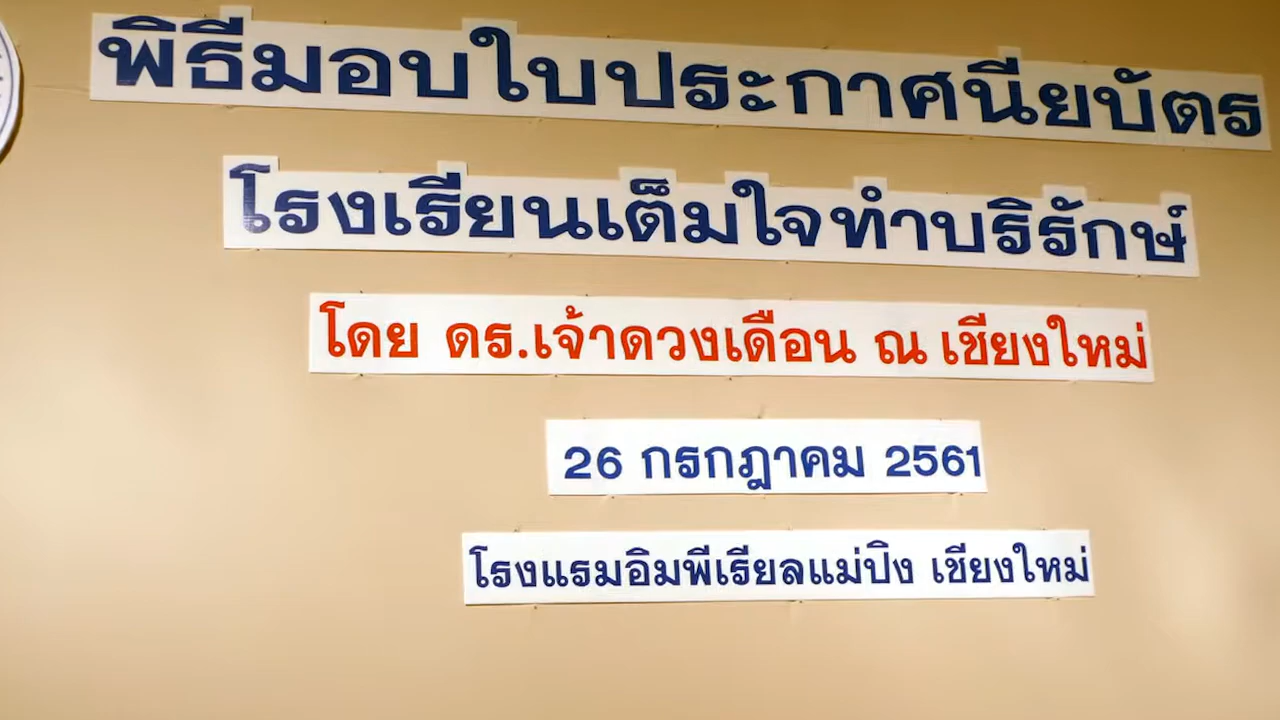 พิธีมอบใบประกาศนียบัตร
โรงเรียนเต็มใจทำบริรักษ์
โดย ดร.เจ้าดวงเดือน ณ เชียงใหม่
26 กรกฎาคม 2561
โรงแรมอิมพีเรียลแม่ปิง เชียงใหม่